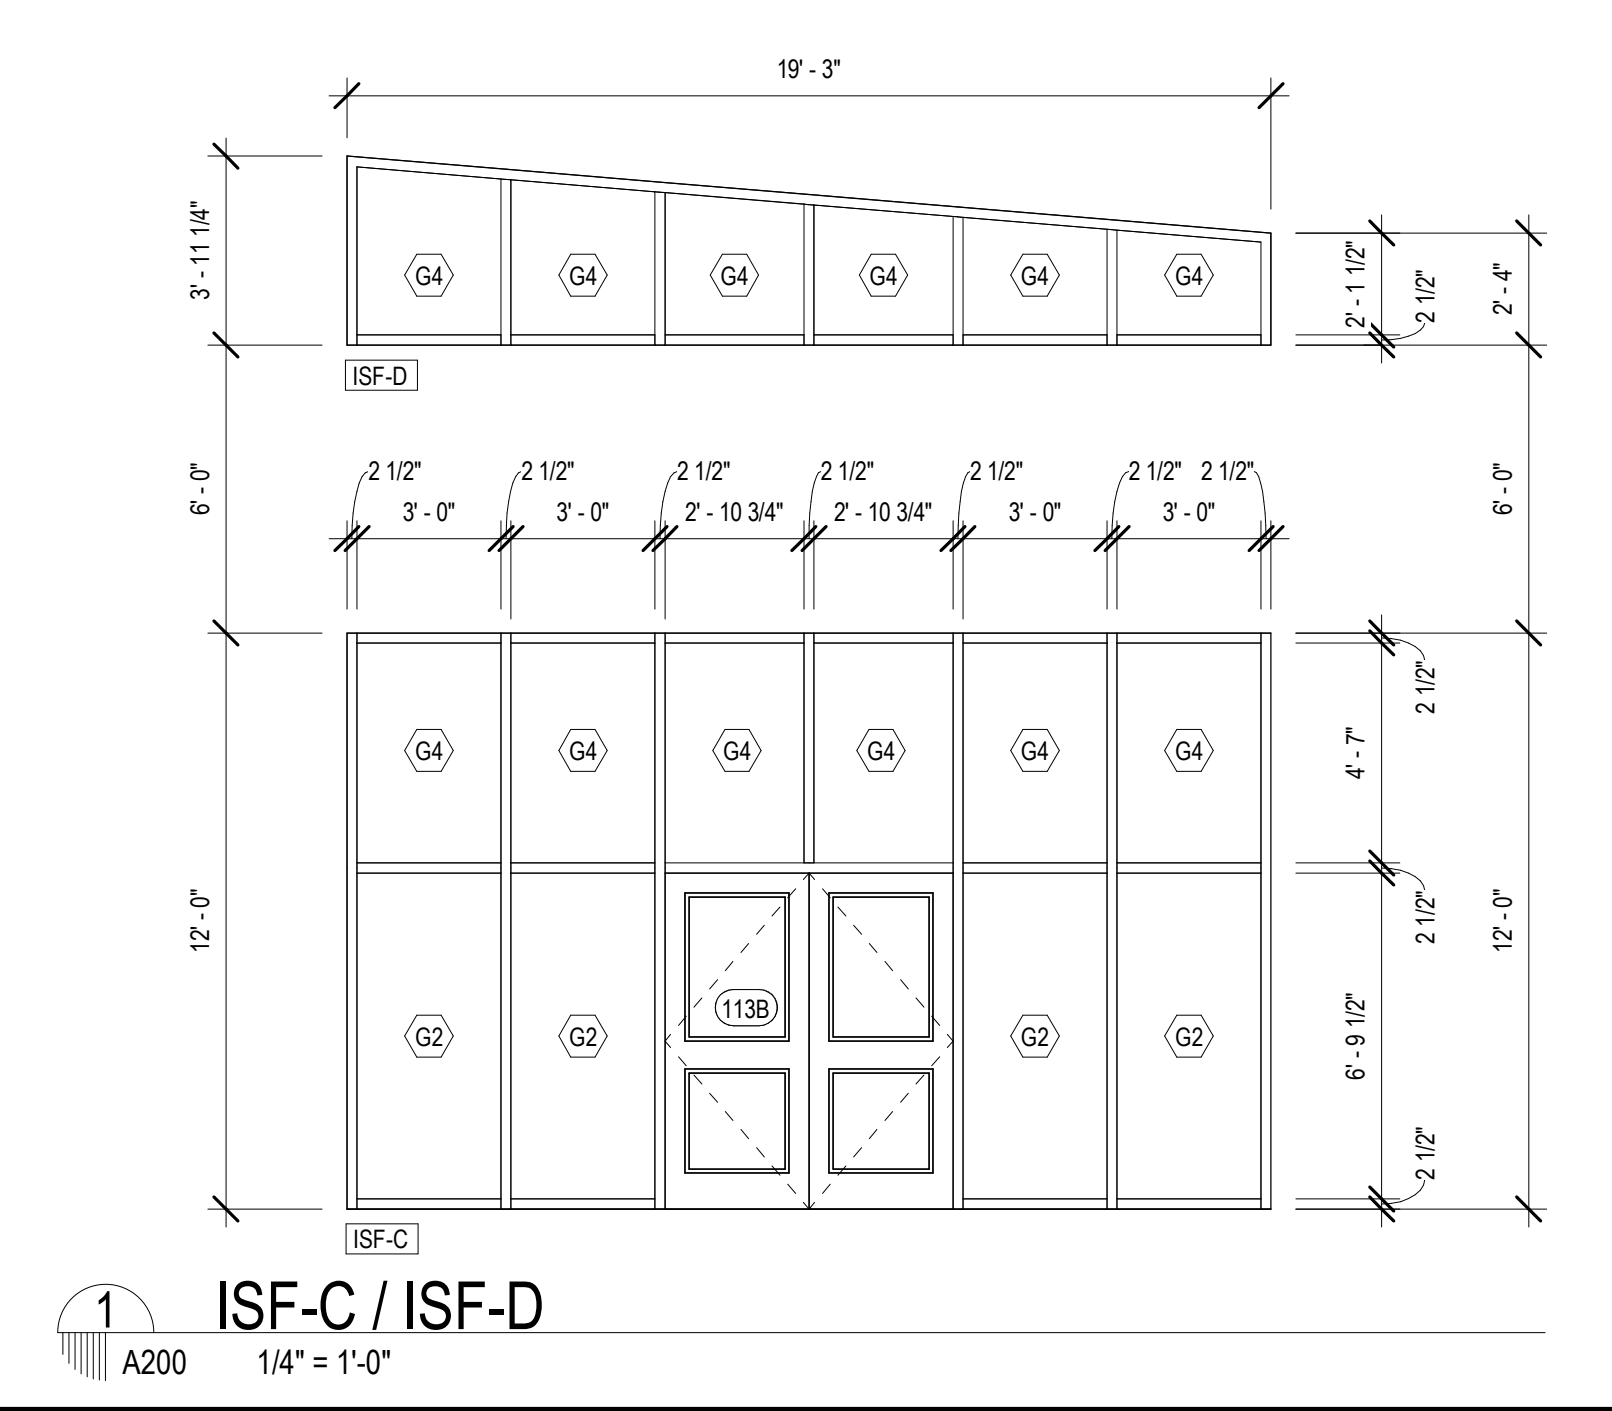 19' - 3"
3' - 11 1/4"
G4 G4 G4 G4 G4 G4
2' - 1 1/2"
2 1/2"
2' - 4"
ISF-D
6' - 0"
2 1/2" 2 1/2" 2 1/2" 2 1/2" 2 1/2" 2 1/2" 2 1/2"
3' - 0" 3' - 0" 2' - 10 3/4" 2' - 10 3/4" 3' - 0" 3' - 0"
6' - 0"
2 1/2"
G4 G4 G4 G4 G4 G4
4' - 7"
12' - 0"
2 1/2"
12' - 0"
113B
G2 G2 G2 G2
6' - 9 1/2"
2 1/2"
ISF-C
1 ISF-C / ISF-D
A200 1/4" = 1'-0"